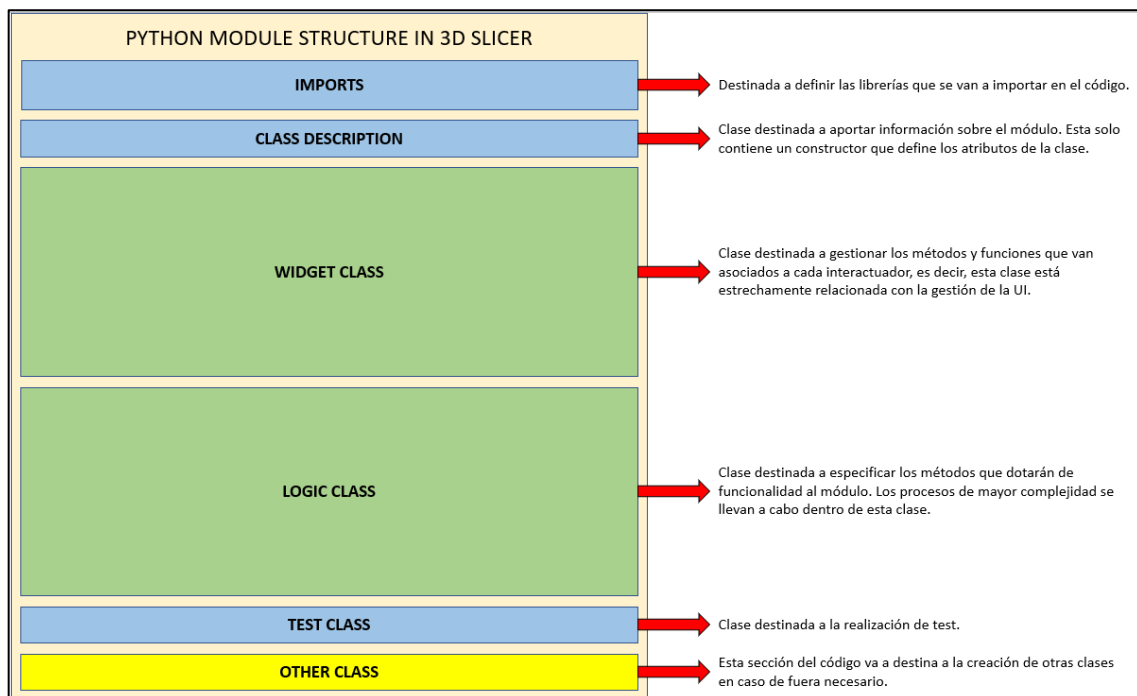 PYTHON MODULE STRUCTURE IN 3D SLICER
IMPORTS
Destinada a definir las librerías que se van a importar en el código.
CLASS DESCRIPTION
Clase destinada a aportar información sobre el módulo. Esta solo
contiene un constructor que define los atributos de la clase.
WIDGET CLASS
Clase destinada a gestionar los métodos y funciones que van
asociados a cada interactuador, es decir, esta clase está
estrechamente relacionada con la gestión de la UI.
LOGIC CLASS
Clase destinada a especificar los métodos que dotarán de
funcionalidad al módulo. Los procesos de mayor complejidad se
llevan a cabo dentro de esta clase.
TEST CLASS
Clase destinada a la realización de test.
OTHER CLASS
Esta sección del código va a destina a la creación de otras clases
en caso de fuera necesario.